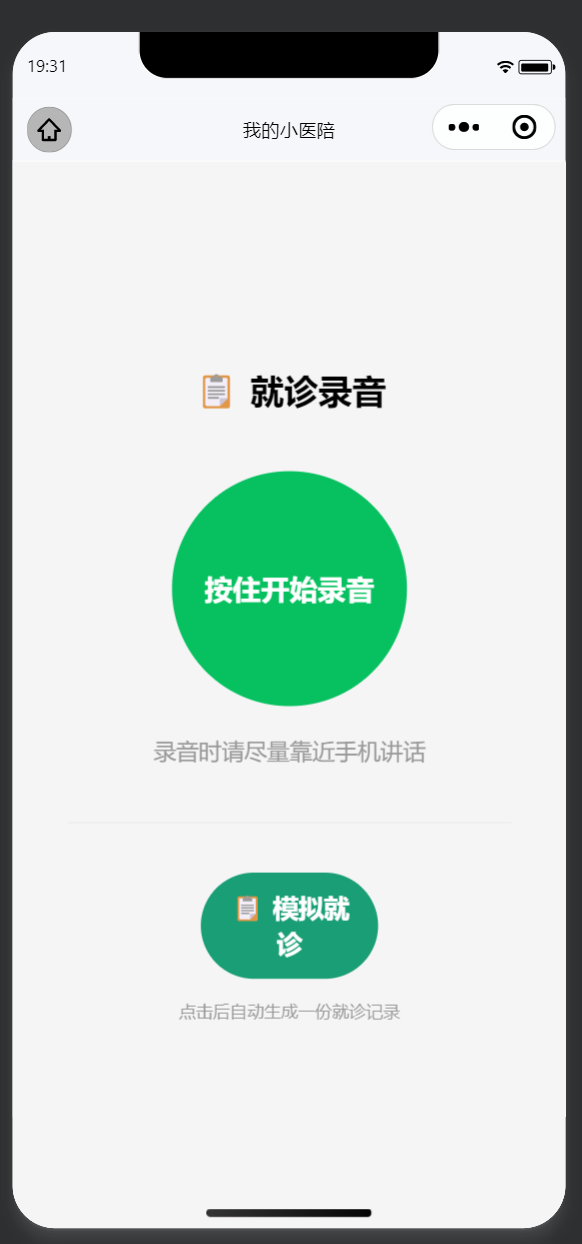 19:31
我的小医陪
📋 就诊录音
按住开始录音
录音时请尽量靠近手机讲话
📋 模拟就
诊
点击后自动生成一份就诊记录